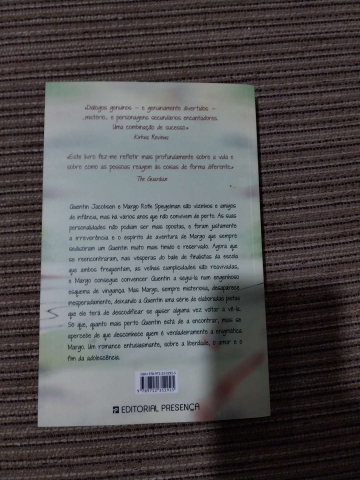 «Diálogos genuínos – e genuinamente divertidos –
mistério, e personagens secundários encantadores.
Uma combinação de sucesso.»
Kirkus Reviews
«Este livro fez-me refletir mais profundamente sobre a vida e
sobre como as pessoas reagem às coisas de forma diferente.»
The Guardian
Quentin Jacobsen e Margo Roth Spiegelman são vizinhos e amigos
de infância, mas há vários anos que não convivem de perto. As suas
personalidades não podiam ser mais opostas, e foram justamente
a irreverência e o espírito de aventura de Margo que sempre
seduziram um Quentin muito mais tímido e reservado. Agora que
se reencontraram, nas vésperas do baile de finalistas da escola
que ambos frequentam, as velhas cumplicidades são reavivadas,
e Margo consegue convencer Quentin a segui-la num engenhoso
esquema de vingança. Mas Margo, sempre misteriosa, desaparece
inesperadamente, deixando a Quentin uma série de elaboradas pistas
que ele terá de descodificar se quiser alguma vez voltar a vê-la.
Só que, quanto mais perto Quentin está de a encontrar, mais se
apercebe de que desconhece quem é verdadeiramente a enigmática
Margo. Um romance entusiasmante, sobre a liberdade, o amor e o
fim da adolescência.
EDITORIAL PRESENÇA